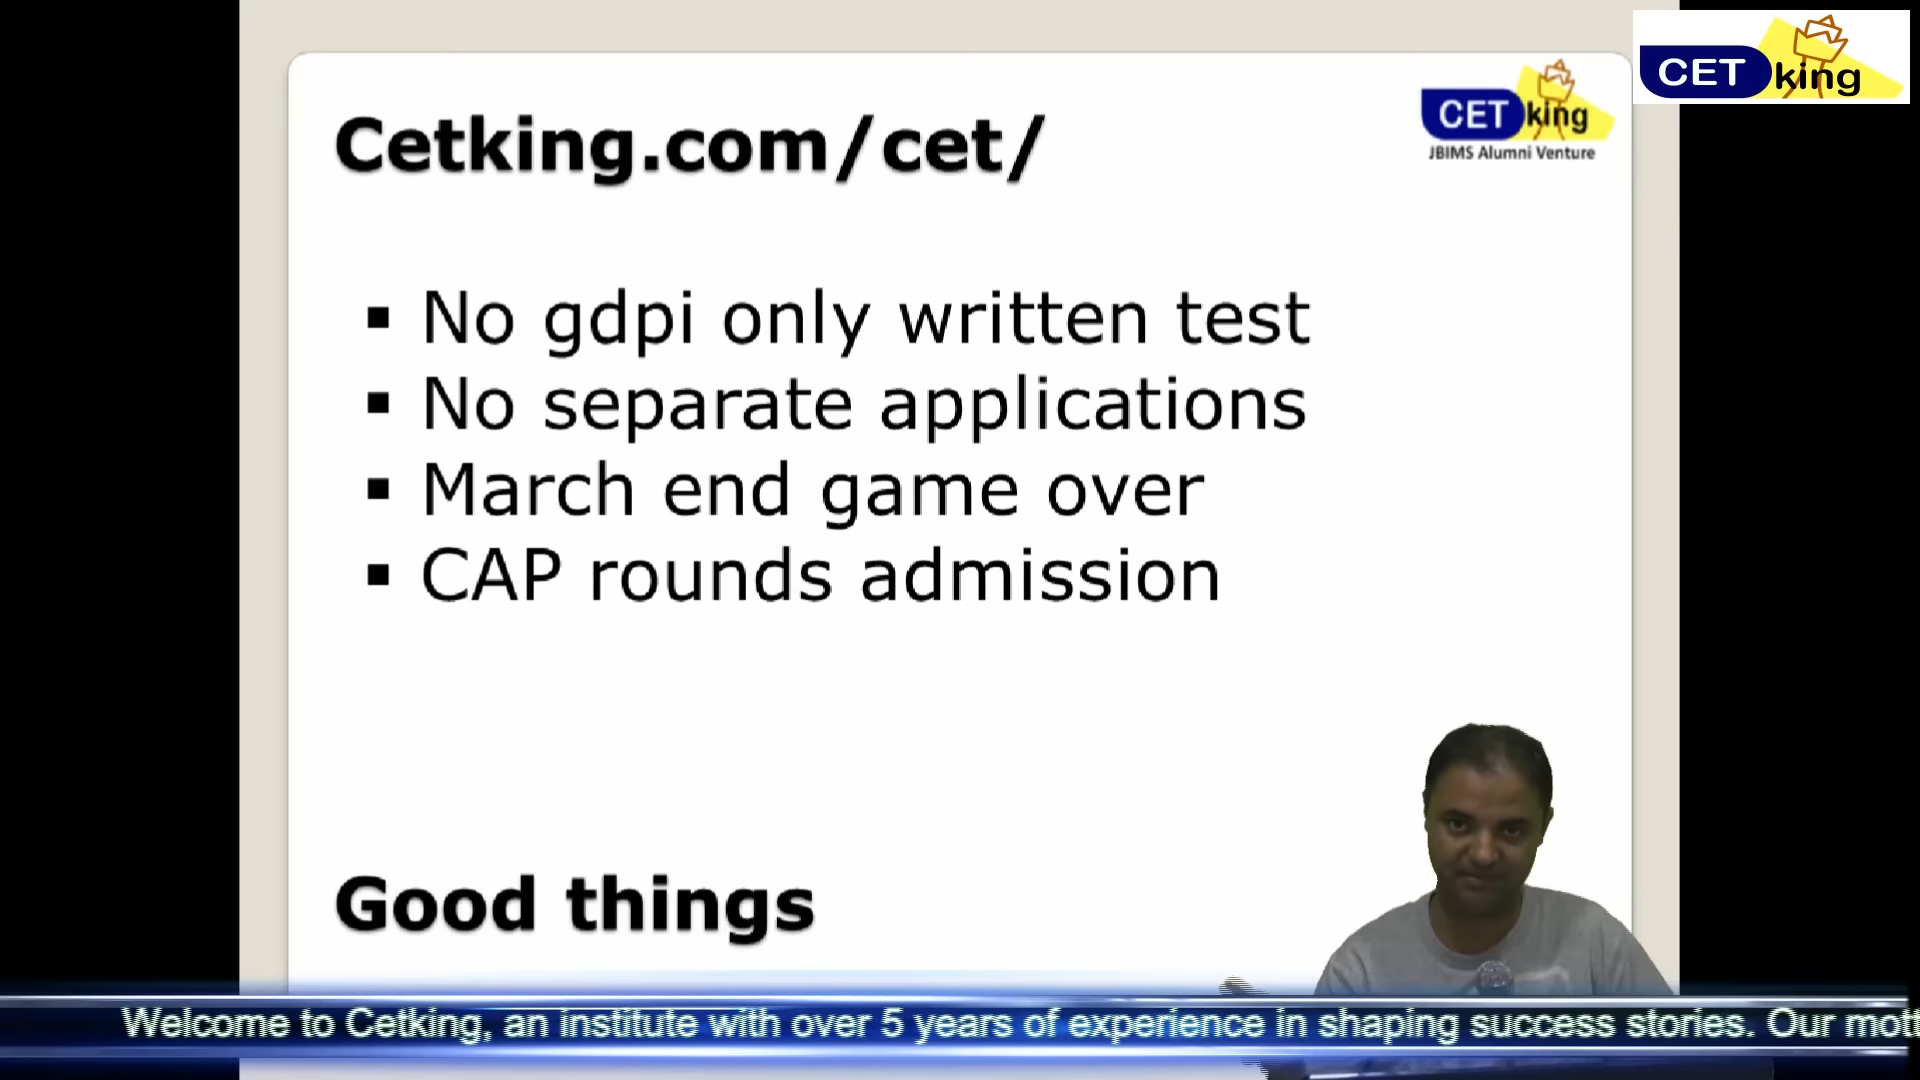 CET king
Cetking.com/cet/
CET king
JBIMS Alumni Venture
▪ No gdpi only written test
▪ No separate applications
▪ March end game over
▪ CAP rounds admission
Good things
Welcome to Cetking, an institute with over 5 years of experience in shaping success stories. Our mott